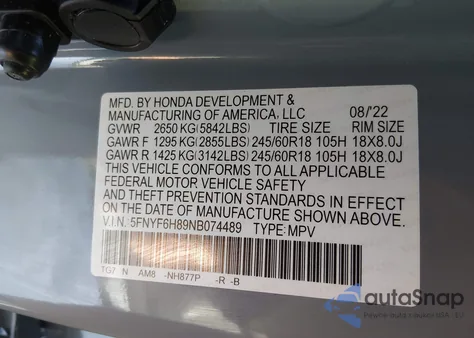 MFD. BY HONDA DEVELOPMENT &
MANUFACTURING OF AMERICA, LLC 08/'22
GVWR 2650 KG(5842LBS) TIRE SIZE RIM SIZE
GAWR F 1295 KG(2855LBS) 245/60R18 105H 18X8.0J
GAWR R 1425 KG(3142LBS) 245/60R18 105H 18X8.0J
THIS VEHICLE CONFORMS TO ALL APPLICABLE
FEDERAL MOTOR VEHICLE SAFETY
AND THEFT PREVENTION STANDARDS IN EFFECT
ON THE DATE OF MANUFACTURE SHOWN ABOVE.
V.I.N.: 5FNYF6H89NB074489 TYPE: MPV
TG7 N AM8 -NH877P -R -B
autoSnap